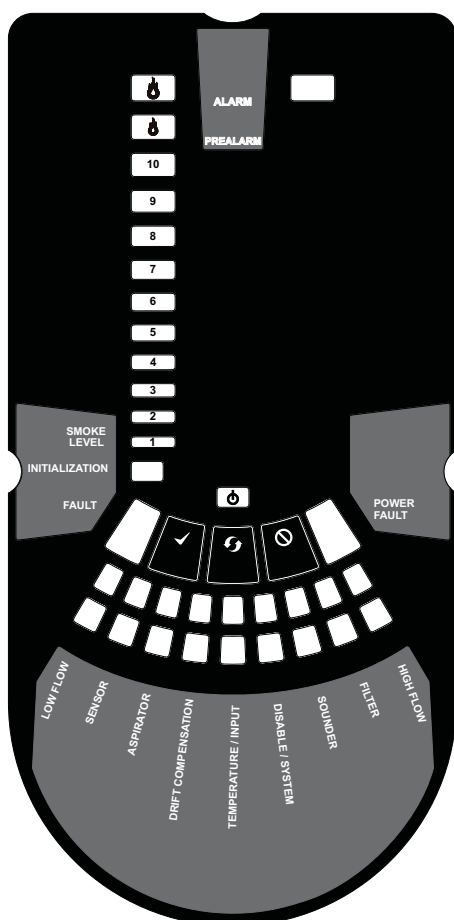 ALARM
PREALARM
10
9
8
7
6
5
4
3
2
1
SMOKE
LEVEL
INITIALIZATION
FAULT
POWER
FAULT
LOW FLOW
SENSOR
ASPIRATOR
DRIFT COMPENSATION
TEMPERATURE / INPUT
DISABLE / SYSTEM
SOUNDER
FILTER
HIGH FLOW